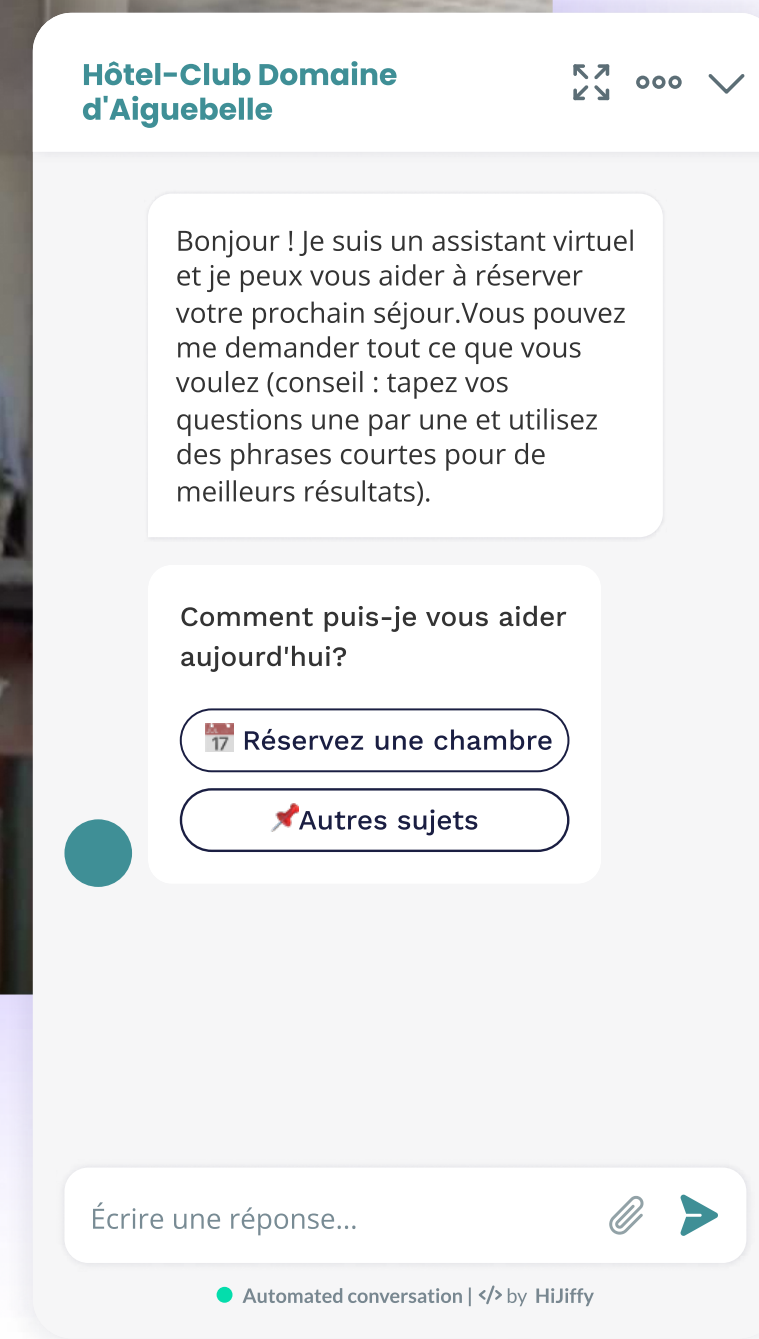 Hôtel-Club Domaine
d'Aiguebelle
Bonjour ! Je suis un assistant virtuel
et je peux vous aider à réserver
votre prochain séjour.Vous pouvez
me demander tout ce que vous
voulez (conseil : tapez vos
questions une par une et utilisez
des phrases courtes pour de
meilleurs résultats).
Comment puis-je vous aider
aujourd'hui?
17 Réservez une chambre
Autres sujets
Écrire une réponse...
Automated conversation | </> by HiJiffy